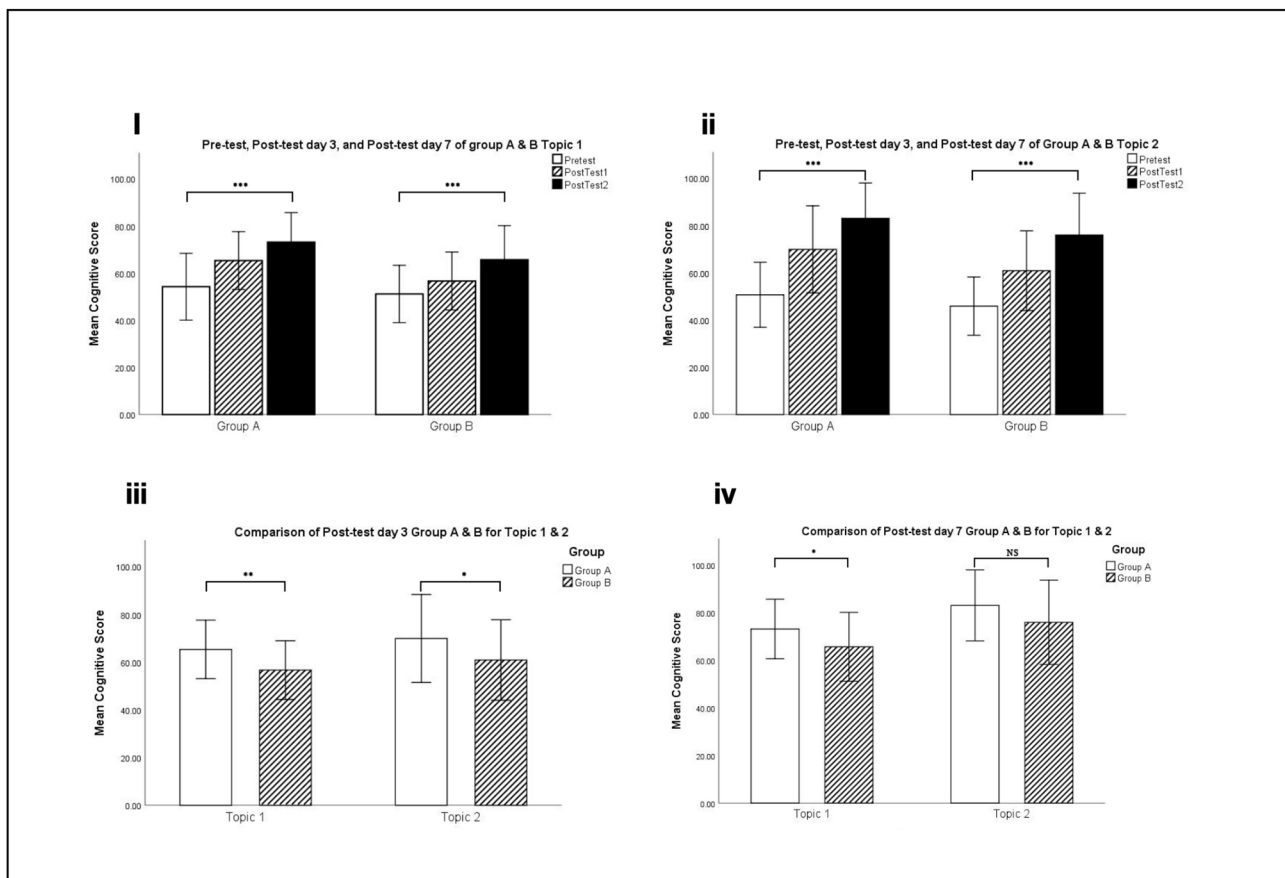 I
Pre-test, Post-test day 3, and Post-test day 7 of group A & B Topic 1
Pretest
PostTest1
PostTest2
Mean Cognitive Score
100.00
80.00
60.00
40.00
20.00
0.00
***
***
Group A
Group B
ii
Pre-test, Post-test day 3, and Post-test day 7 of Group A & B Topic 2
Pretest
PostTest1
PostTest2
Mean Cognitive Score
100.00
80.00
60.00
40.00
20.00
0.00
***
***
Group A
Group B
iii
Comparison of Post-test day 3 Group A & B for Topic 1 & 2
Group
Group A
Group B
Mean Cognitive Score
100.00
80.00
60.00
40.00
20.00
0.00
**
*
Topic 1
Topic 2
iv
Comparison of Post-test day 7 Group A & B for Topic 1 & 2
Group
Group A
Group B
Mean Cognitive Score
100.00
80.00
60.00
40.00
20.00
0.00
*
NS
Topic 1
Topic 2